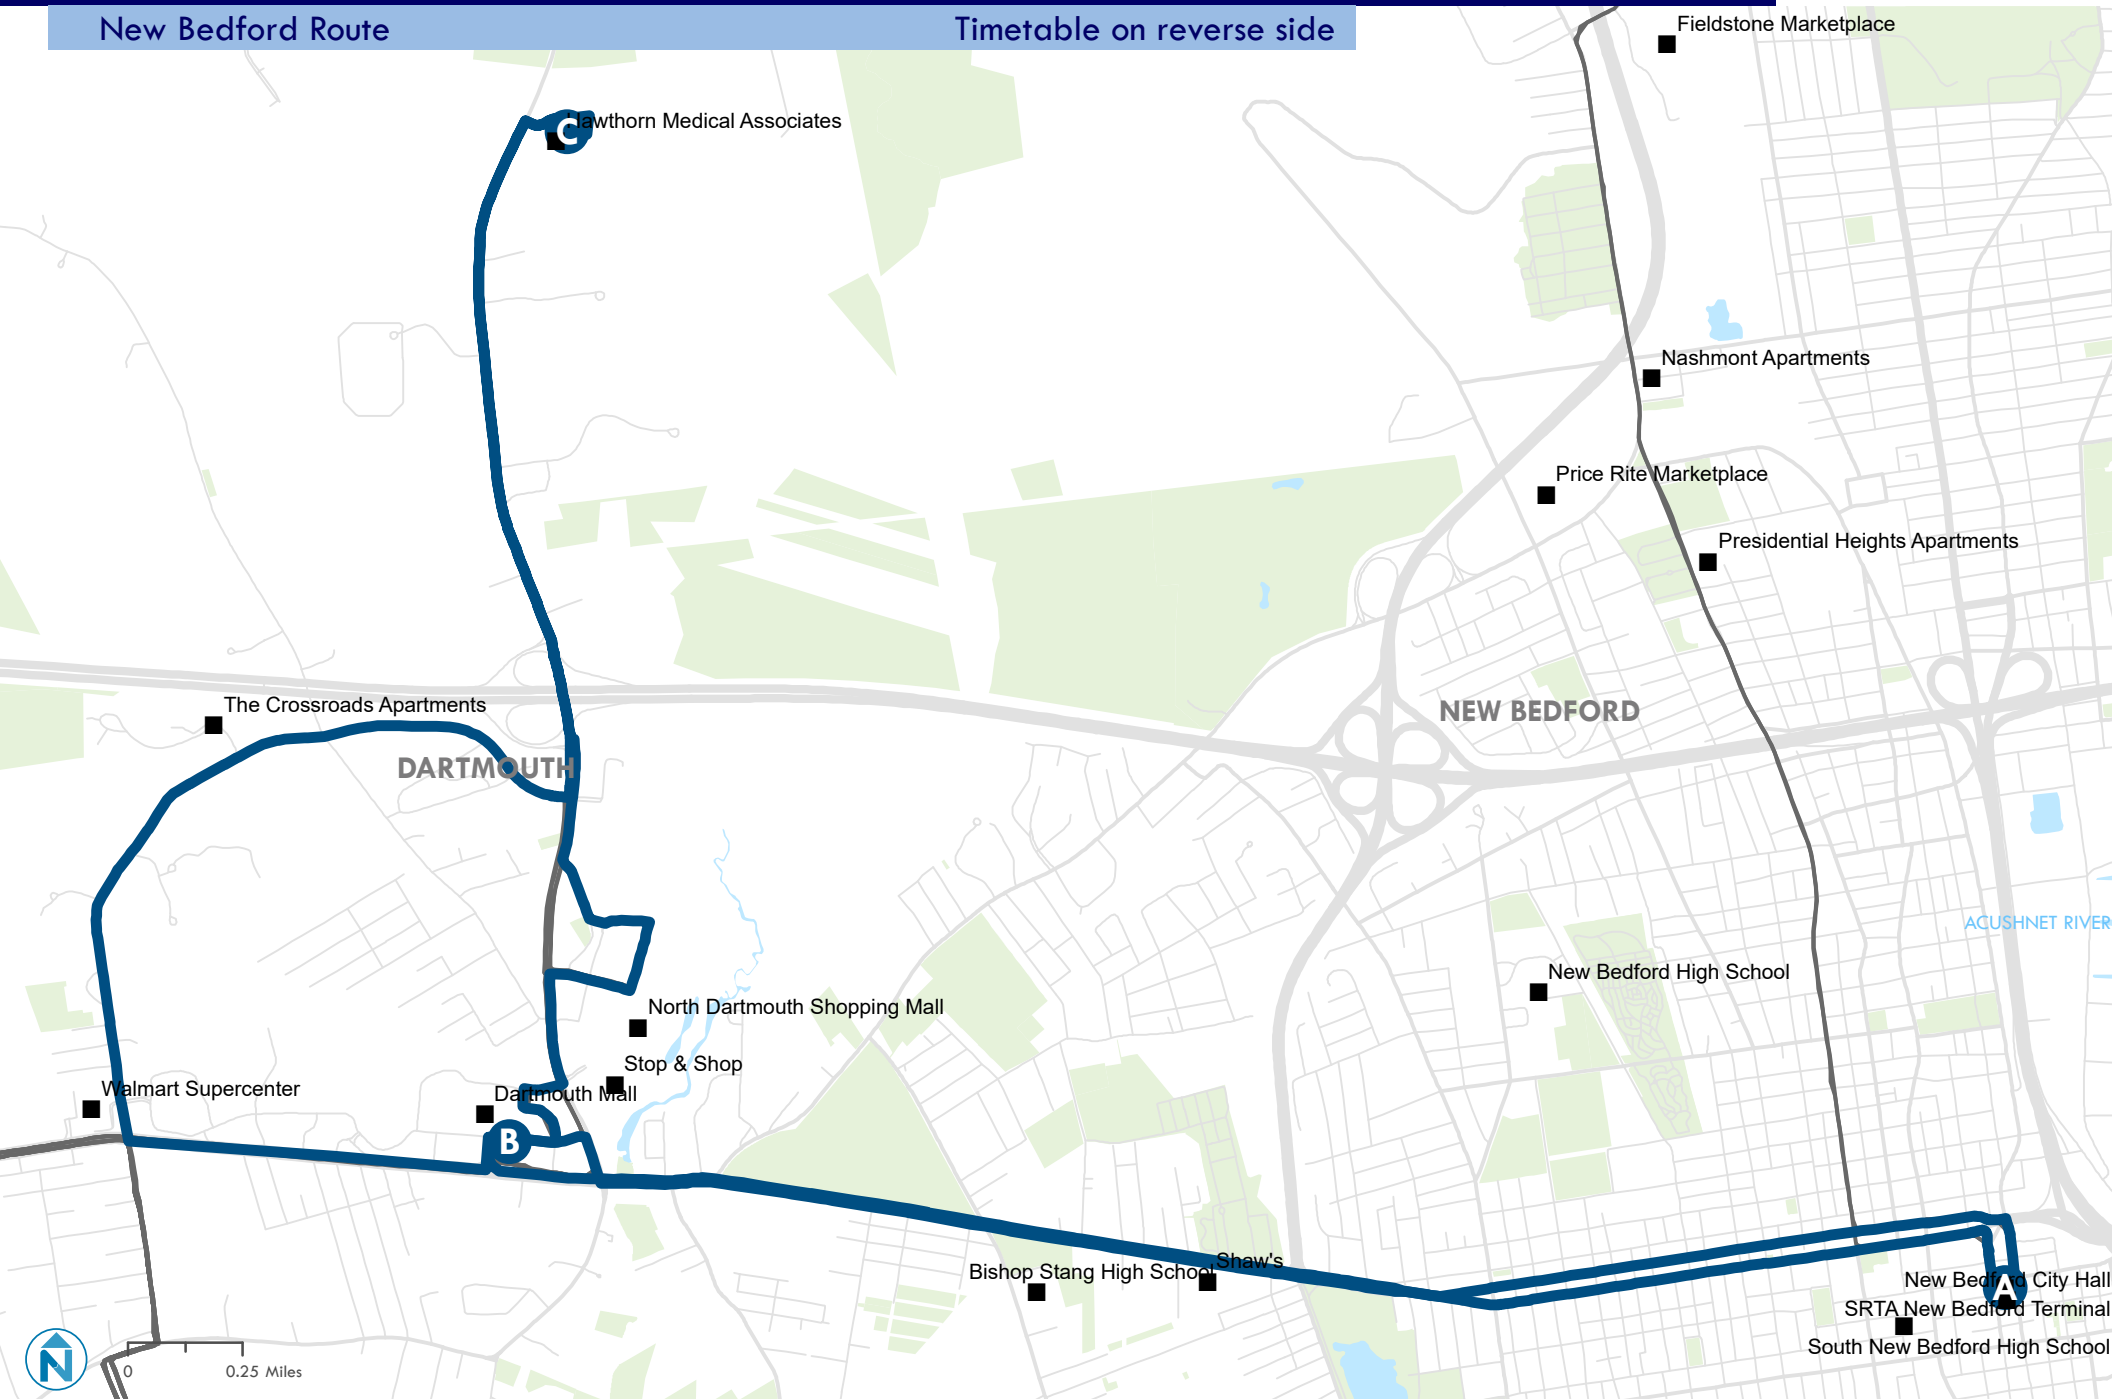 New Bedford Route
Timetable on reverse side
Fieldstone Marketplace
C
Hawthorn Medical Associates
Nashmont Apartments
Price Rite Marketplace
Presidential Heights Apartments
The Crossroads Apartments
NEW BEDFORD
DARTMOUTH
ACUSHNET RIVER
New Bedford High School
North Dartmouth Shopping Mall
Stop & Shop
Walmart Supercenter
Dartmouth Mall
B
Shaw's
Bishop Stang High School
New Bedford City Hall
A
SRTA New Bedford Terminal
South New Bedford High School
N
0 0.25 Miles